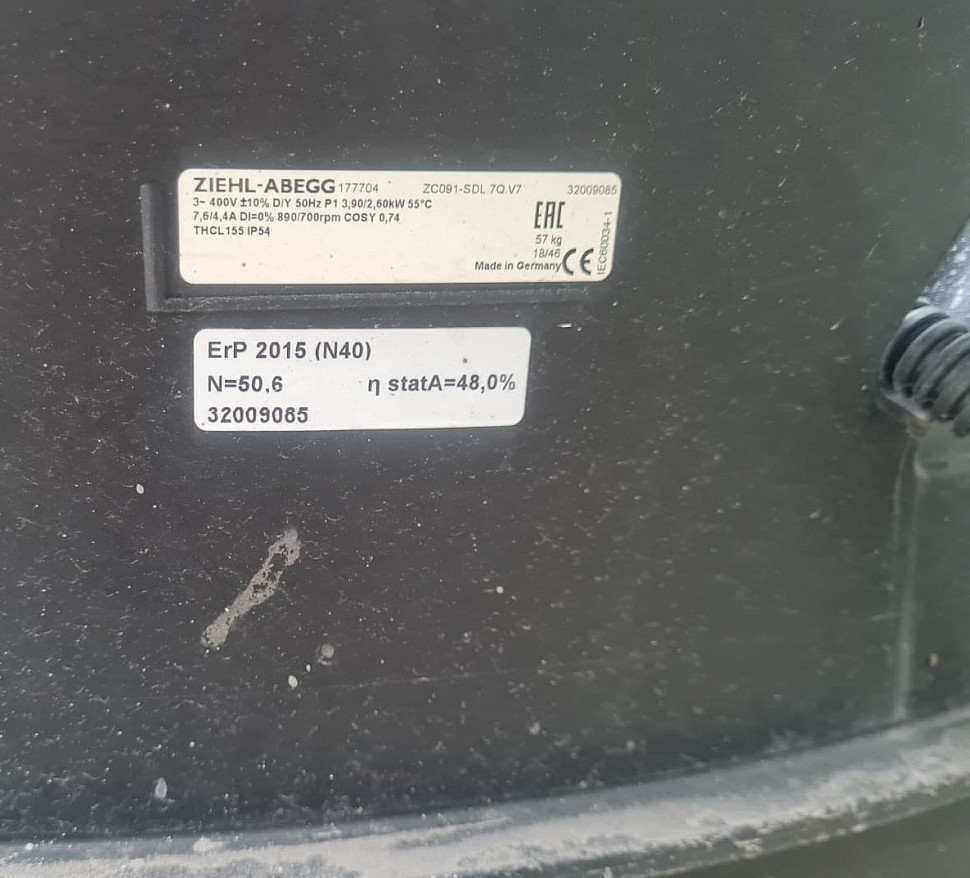 ZIEHL-ABEGG 177704 ZC091-SDL.7Q.V7 32009085
3~ 400V ±10% D/Y 50Hz P1 3,90/2,60kW 55°C
7,6/4,4A DI=0% 890/700rpm COSY 0,74
THCL155 IP54
EAC
57 kg
18/46
Made in Germany CE
IEC60034-1
ErP 2015 (N40)
N=50,6 η statA=48,0%
32009085